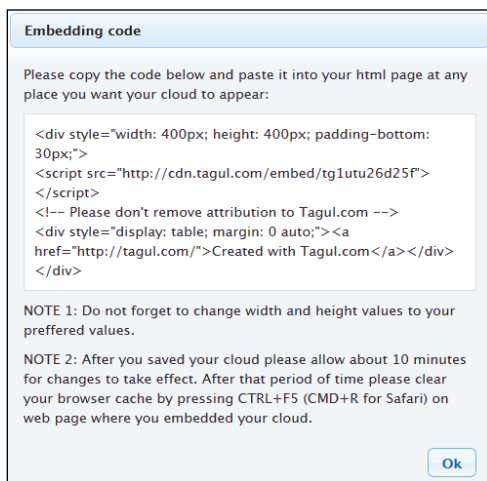 Embedding code
Please copy the code below and paste it into your html page at any
place you want your cloud to appear:
<div style="width: 400px; height: 400px; padding-bottom:
30px;">
<script src="http://cdn.tagul.com/embed/tg1utu26d25f">
</script>
<!-- Please don't remove attribution to Tagul.com -->
<div style="display: table; margin: 0 auto;"><a
href="http://tagul.com/">Created with Tagul.com</a></div>
</div>
NOTE 1: Do not forget to change width and height values to your
preffered values.
NOTE 2: After you saved your cloud please allow about 10 minutes
for changes to take effect. After that period of time please clear
your browser cache by pressing CTRL+F5 (CMD+R for Safari) on
web page where you embedded your cloud.
Ok